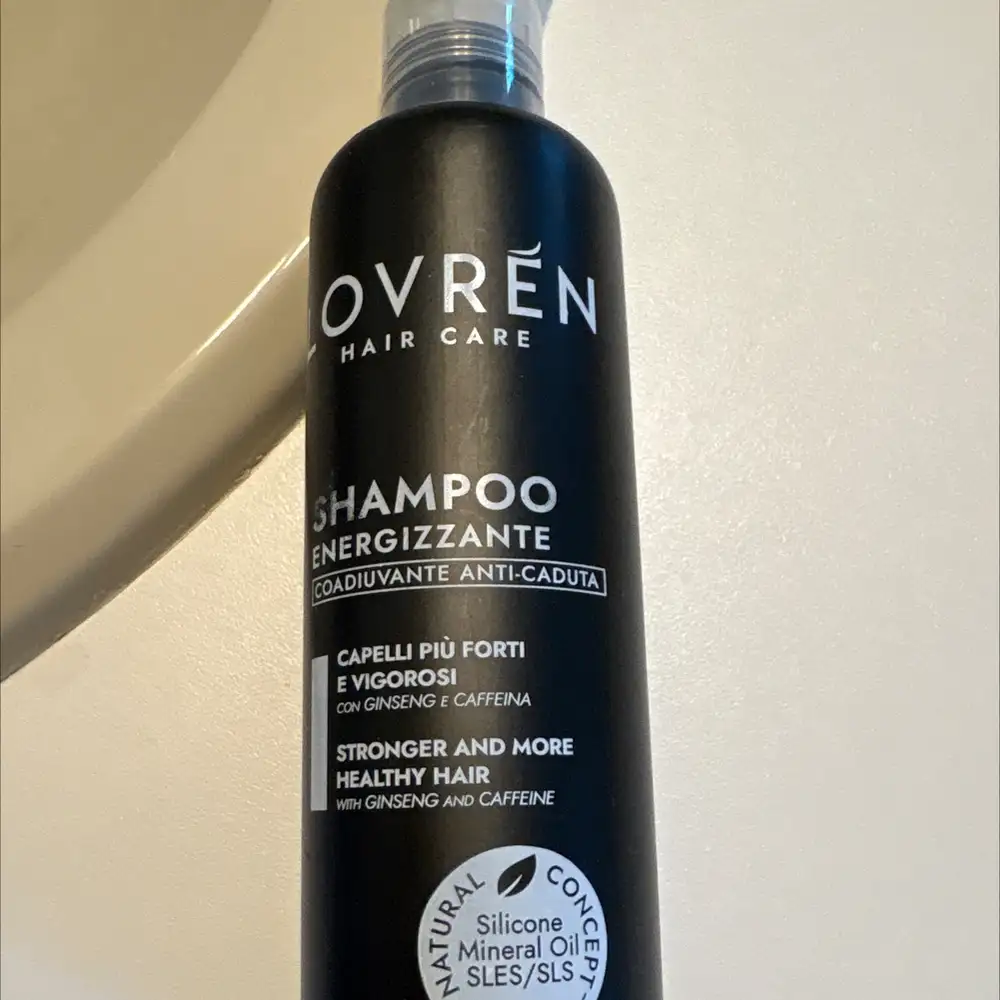 LOVRÉN
HAIR CARE
SHAMPOO
ENERGIZZANTE
COADIUVANTE ANTI-CADUTA
CAPELLI PIÙ FORTI
E VIGOROSI
CON GINSENG E CAFFEINA
STRONGER AND MORE
HEALTHY HAIR
WITH GINSENG AND CAFFEINE
NATURAL CONCEPT
Silicone
Mineral Oil
SLES/SLS